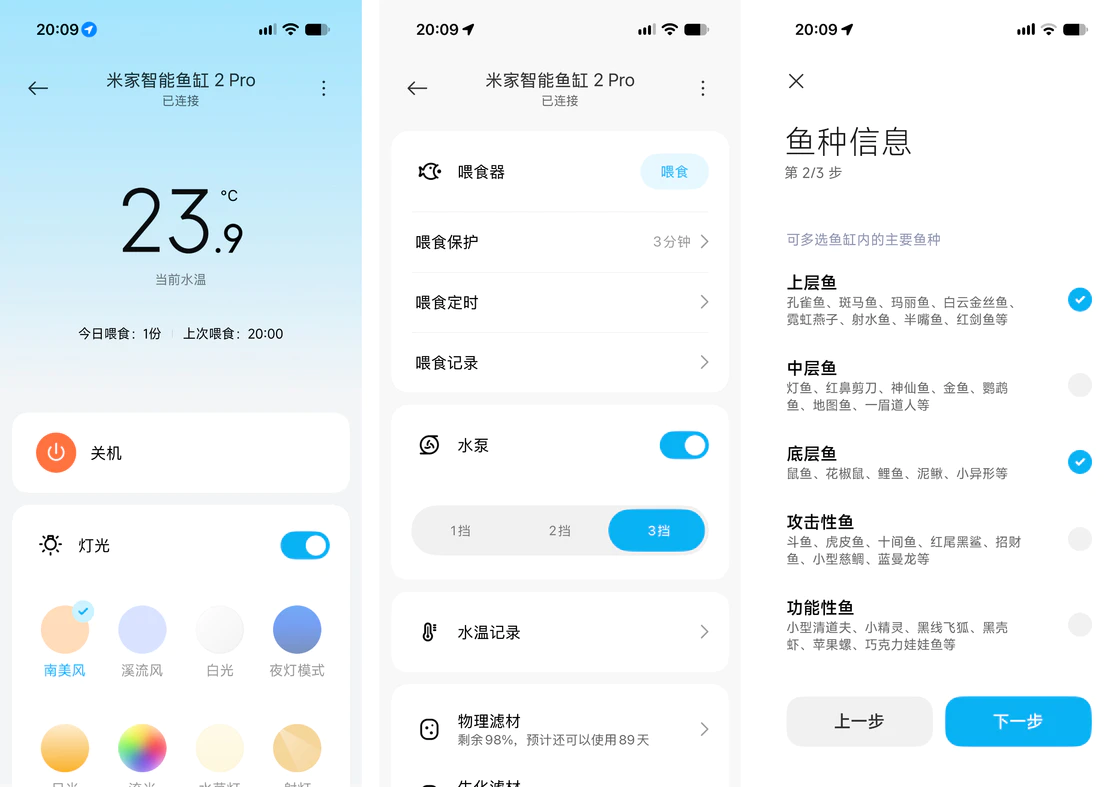 20:09
米家智能鱼缸 2 Pro
已连接
23.9
°C
当前水温
今日喂食：1份
上次喂食：20:00
关机
灯光
南美风
溪流风
白光
夜灯模式
20:09
米家智能鱼缸 2 Pro
已连接
喂食器
喂食
喂食保护
3分钟
喂食定时
喂食记录
水泵
1挡
2挡
3挡
水温记录
物理滤材
剩余98%，预计还可以使用89天
20:09
鱼种信息
第 2/3 步
可多选鱼缸内的主要鱼种
上层鱼
孔雀鱼、斑马鱼、玛丽鱼、白云金丝鱼、
霓虹燕子、射水鱼、半嘴鱼、红剑鱼等
中层鱼
灯鱼、红鼻剪刀、神仙鱼、金鱼、鹦鹉
鱼、地图鱼、一眉道人等
底层鱼
鼠鱼、花椒鼠、鲤鱼、泥鳅、小异形等
攻击性鱼
斗鱼、虎皮鱼、十间鱼、红尾黑鲨、招财
鱼、小型慈鲷、蓝曼龙等
功能性鱼
小型清道夫、小精灵、黑线飞狐、黑壳
虾、苹果螺、巧克力娃娃鱼等
上一步
下一步